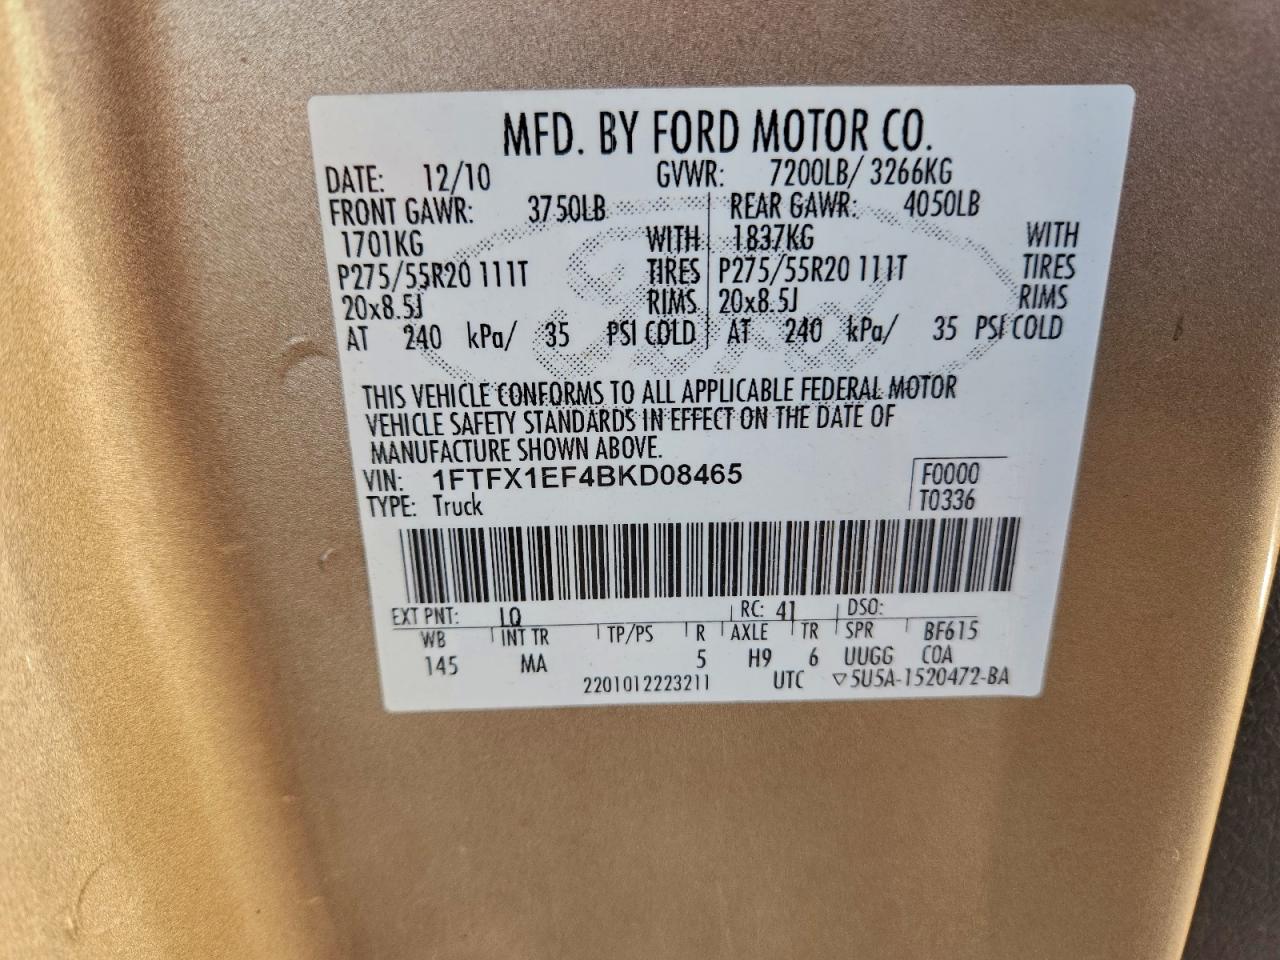 MFD. BY FORD MOTOR CO.
DATE: 12/10 GVWR: 7200LB/ 3266KG
FRONT GAWR: 3750LB REAR GAWR: 4050LB
1701KG WITH 1837KG WITH
P275/55R20 111T TIRES P275/55R20 111T TIRES
20x8.5J RIMS 20x8.5J RIMS
AT 240 kPa/ 35 PSI COLD AT 240 kPa/ 35 PSI COLD
THIS VEHICLE CONFORMS TO ALL APPLICABLE FEDERAL MOTOR
VEHICLE SAFETY STANDARDS IN EFFECT ON THE DATE OF
MANUFACTURE SHOWN ABOVE.
VIN: 1FTFX1EF4BKD08465 F0000
TYPE: Truck T0336
EXT PNT: LQ RC: 41 DSO:
WB INT TR TP/PS R AXLE TR SPR BF615
145 MA 5 H9 6 UUGG COA
2201012223211 UTC ▽5U5A-1520472-BA